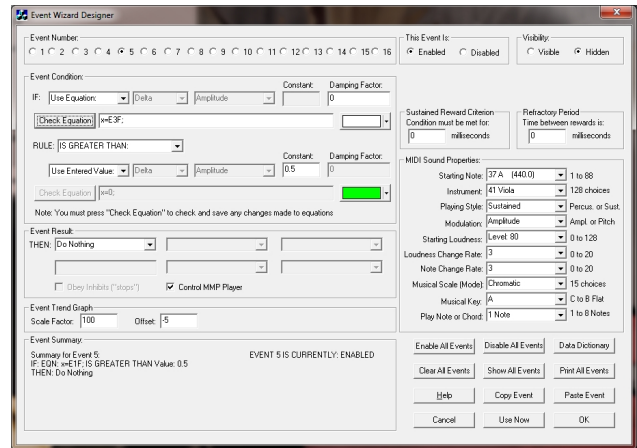 Event Wizard Designer
Event Number:
1 2 3 4 5 6 7 8 9 10 11 12 13 14 15 16
This Event Is:
Enabled Disabled
Visibility:
Visible Hidden
Event Condition:
Constant: Damping Factor:
IF: Use Equation: Delta Amplitude 0
Check Equation x=E3F;
RULE: IS GREATER THAN:
Constant: Damping Factor:
Use Entered Value: Delta Amplitude 0.5 0
Check Equation x=0;
Note: You must press "Check Equation" to check and save any changes made to equations
Sustained Reward Criterion
Condition must be met for:
0 milliseconds
Refractory Period
Time between rewards is:
0 milliseconds
MIDI Sound Properties:
Starting Note: 37 A (440.0) 1 to 88
Instrument: 41 Viola 128 choices
Playing Style: Sustained Percus. or Sust.
Modulation: Amplitude Ampl. or Pitch
Starting Loudness: Level: 80 0 to 128
Loudness Change Rate: 3 0 to 20
Note Change Rate: 3 0 to 20
Musical Scale (Mode): Chromatic 15 choices
Musical Key: A C to B Flat
Play Note or Chord: 1 Note 1 to 8 Notes
Event Result:
THEN: Do Nothing
Obey Inhibits ("stops") Control MMP Player
Event Trend Graph
Scale Factor: 100 Offset: -5
Event Summary:
Summary for Event 5: EVENT 5 IS CURRENTLY: ENABLED
IF: EQN: x=E1F; IS GREATER THAN Value: 0.5
THEN: Do Nothing
Enable All Events Disable All Events Data Dictionary
Clear All Events Show All Events Print All Events
Help Copy Event Paste Event
Cancel Use Now OK